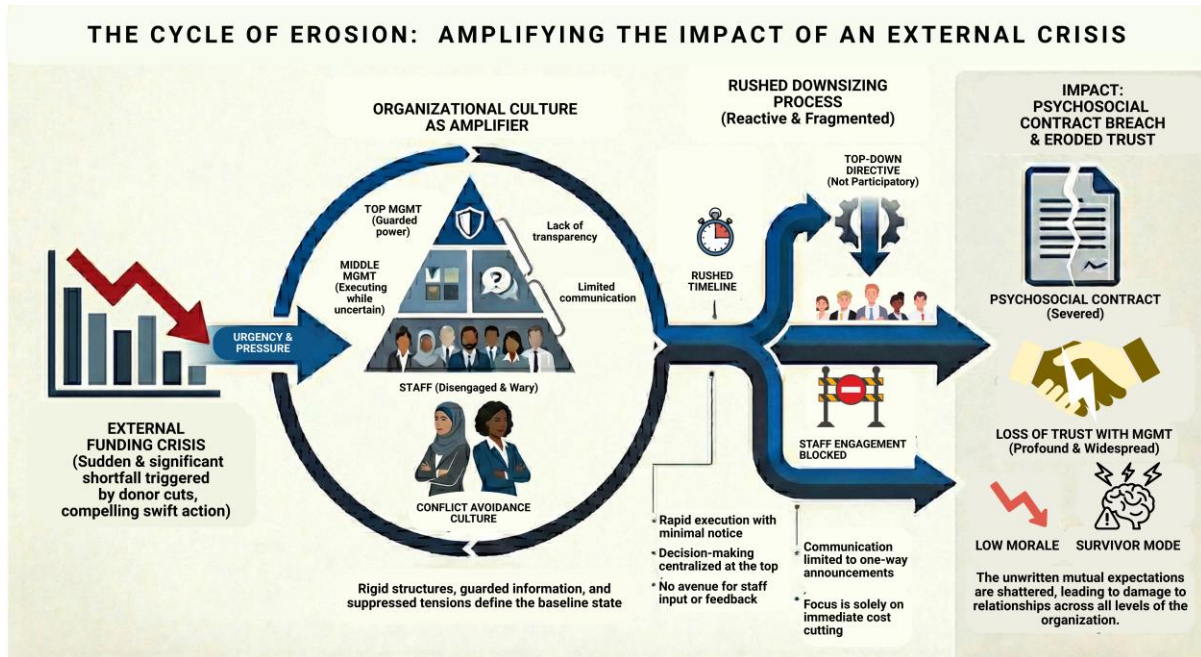 THE CYCLE OF EROSION: AMPLIFYING THE IMPACT OF AN EXTERNAL CRISIS
EXTERNAL
FUNDING CRISIS
(Sudden & significant
shortfall triggered
by donor cuts,
compelling swift action)
URGENCY &
PRESSURE
ORGANIZATIONAL CULTURE
AS AMPLIFIER
TOP MGMT
(Guarded
power)
Lack of
transparency
MIDDLE
MGMT
(Executing
while
uncertain)
?
Limited
communication
STAFF (Disengaged & Wary)
CONFLICT AVOIDANCE
CULTURE
Rigid structures, guarded information, and
suppressed tensions define the baseline state
RUSHED DOWNSIZING
PROCESS
(Reactive & Fragmented)
RUSHED
TIMELINE
TOP-DOWN
DIRECTIVE
(Not Participatory)
STAFF ENGAGEMENT
BLOCKED
• Rapid execution with
minimal notice
• Decision-making
centralized at the top
• No avenue for staff
input or feedback
• Communication
limited to one-way
announcements
• Focus is solely on
immediate cost
cutting
IMPACT:
PSYCHOSOCIAL
CONTRACT BREACH
& ERODED TRUST
PSYCHOSOCIAL CONTRACT
(Severed)
LOSS OF TRUST WITH MGMT
(Profound & Widespread)
LOW MORALE
SURVIVOR MODE
The unwritten mutual expectations
are shattered, leading to damage to
relationships across all levels of the
organization.